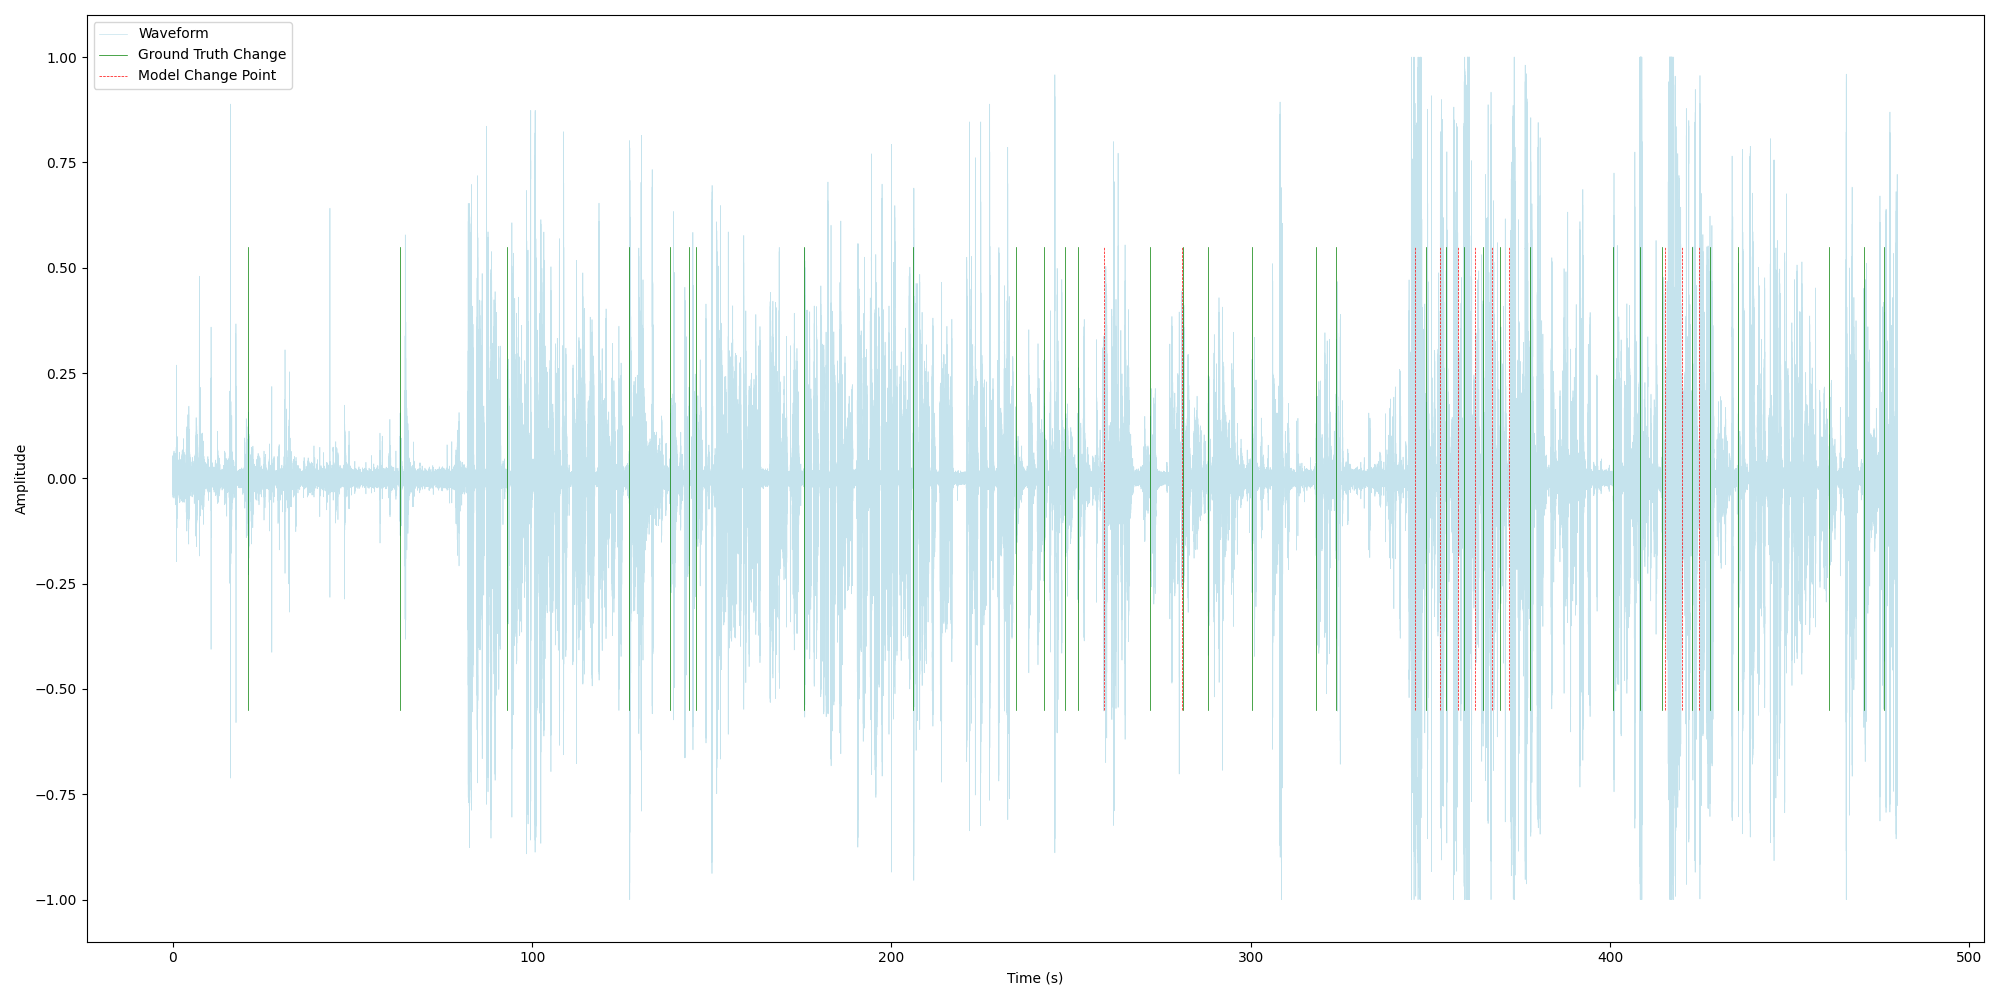 Waveform
Ground Truth Change
Model Change Point
1.00
0.75
0.50
0.25
0.00
−0.25
−0.50
−0.75
−1.00
Amplitude
0 100 200 300 400 500
Time (s)